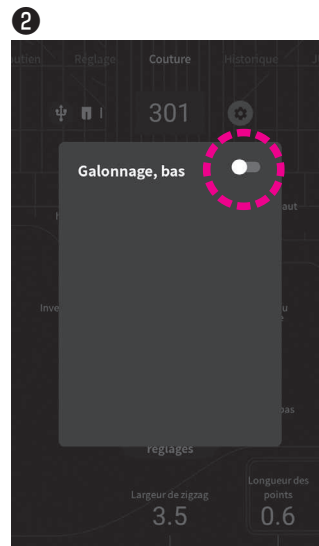 ❷
Réglage Couture Historique
301
Galonnage, bas
aut
Inve
u
e
bas
réglages
Largeur de zigzag
3.5
Longueur des
points
0.6